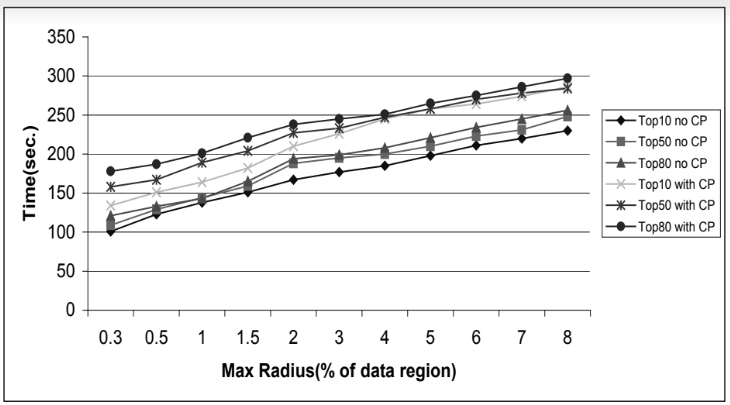 350
300
250
200
150
100
50
0
Time(sec.)
0.3 0.5 1 1.5 2 3 4 5 6 7 8
Max Radius(% of data region)
Top10 no CP
Top50 no CP
Top80 no CP
Top10 with CP
Top50 with CP
Top80 with CP